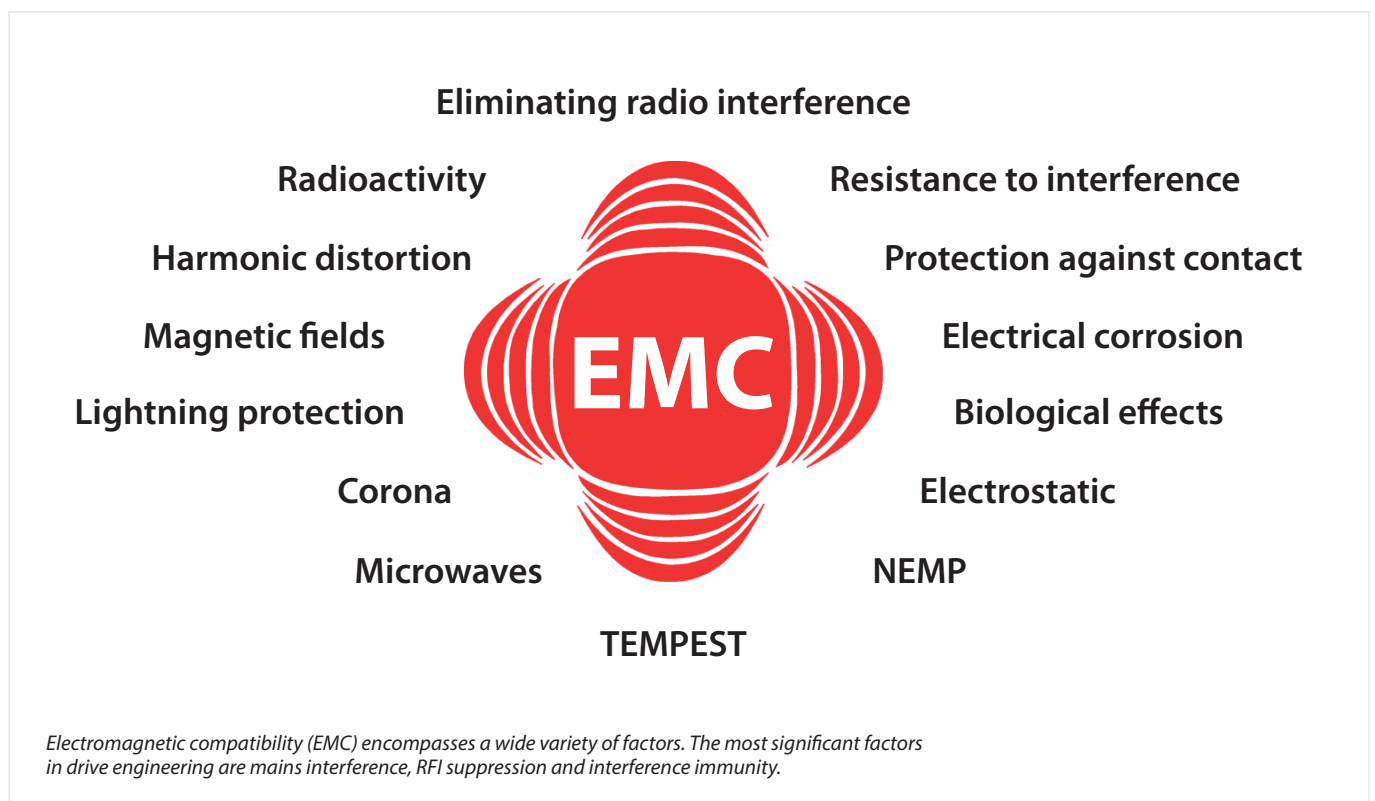 Eliminating radio interference
Radioactivity
Resistance to interference
Harmonic distortion
Protection against contact
Magnetic fields
EMC
Electrical corrosion
Lightning protection
Biological effects
Corona
Electrostatic
Microwaves
NEMP
TEMPEST
Electromagnetic compatibility (EMC) encompasses a wide variety of factors. The most significant factors
in drive engineering are mains interference, RFI suppression and interference immunity.